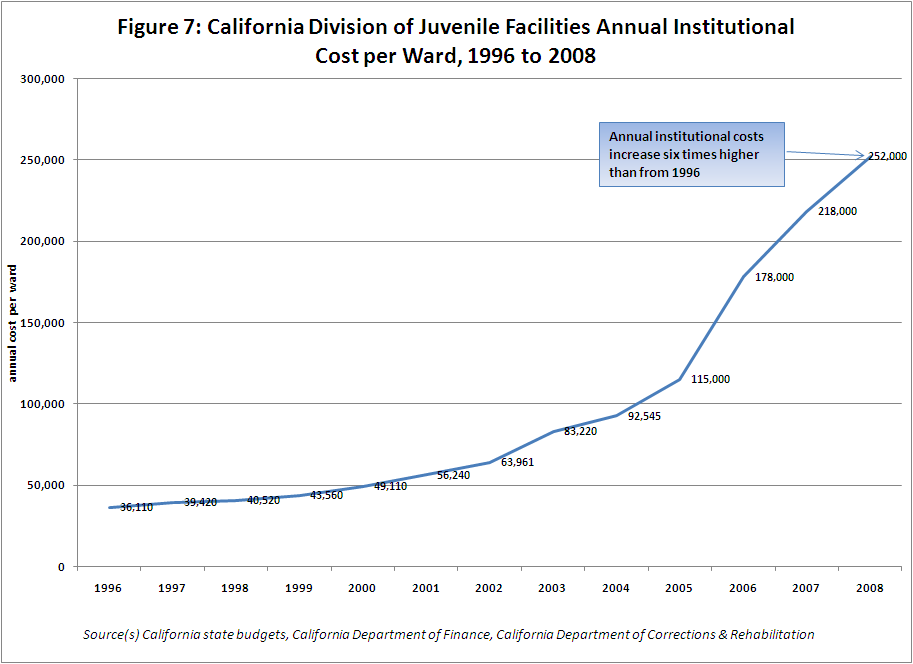 Figure 7: California Division of Juvenile Facilities Annual Institutional
Cost per Ward, 1996 to 2008
300,000
250,000
200,000
150,000
100,000
50,000
0
annual cost per ward
Annual institutional costs
increase six times higher
than from 1996
36,110
39,420
40,520
43,560
49,110
56,240
63,961
83,220
92,545
115,000
178,000
218,000
252,000
1996 1997 1998 1999 2000 2001 2002 2003 2004 2005 2006 2007 2008
Source(s) California state budgets, California Department of Finance, California Department of Corrections & Rehabilitation